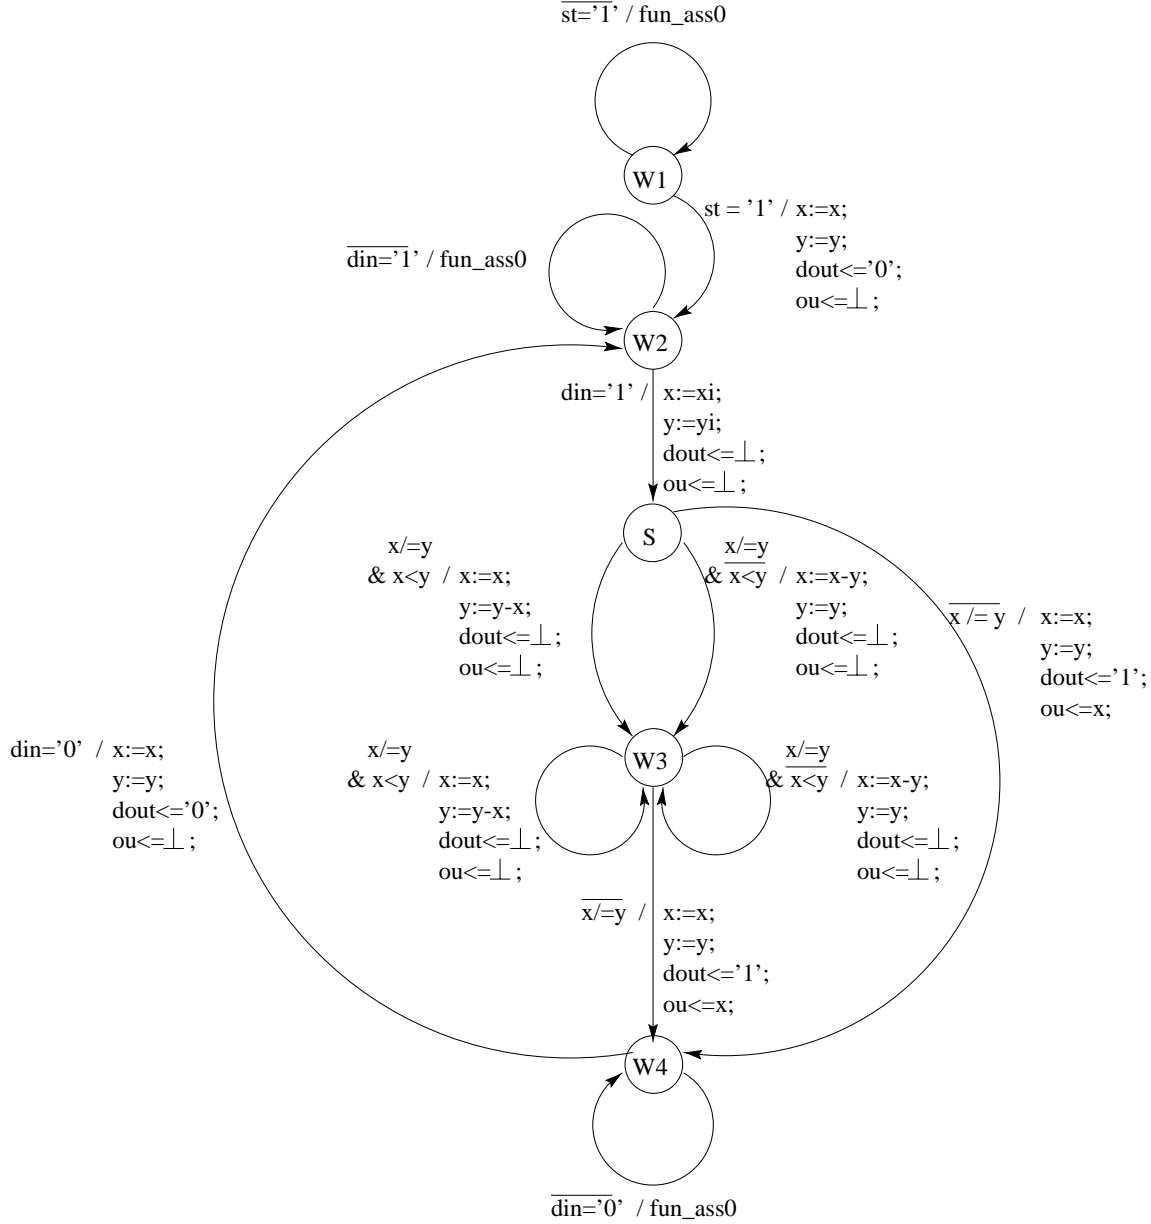 st='1' / fun_ass0
W1
st = '1' / x:=x;
y:=y;
dout<='0';
ou<=⊥;
din='1' / fun_ass0
W2
din='1' / x:=xi;
y:=yi;
dout<=⊥;
ou<=⊥;
S
x/=y
& x<y / x:=x;
y:=y-x;
dout<=⊥;
ou<=⊥;
x/=y
& x<y / x:=x-y;
y:=y;
dout<=⊥;
ou<=⊥;
x /= y / x:=x;
y:=y;
dout<='1';
ou<=x;
din='0' / x:=x;
y:=y;
dout<='0';
ou<=⊥;
x/=y
& x<y / x:=x;
y:=y-x;
dout<=⊥;
ou<=⊥;
W3
x/=y
& x<y / x:=x-y;
y:=y;
dout<=⊥;
ou<=⊥;
x/=y / x:=x;
y:=y;
dout<='1';
ou<=x;
W4
din='0' / fun_ass0